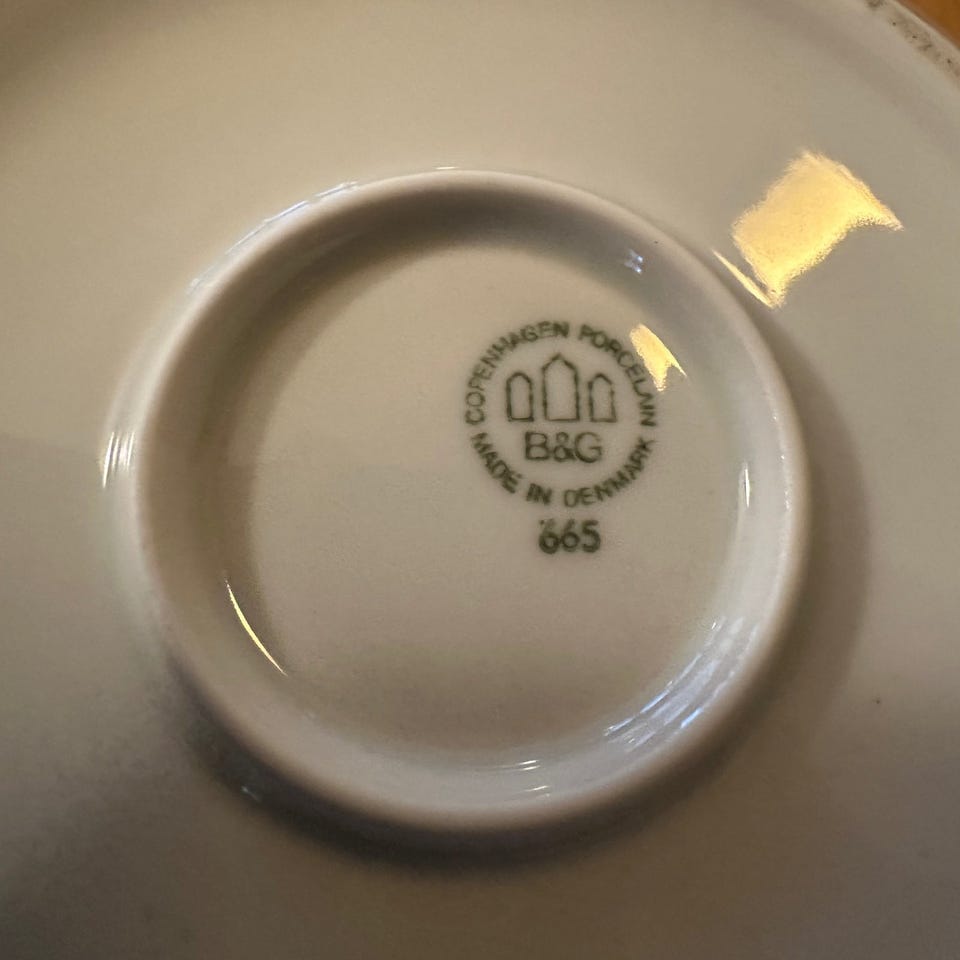 COPENHAGEN PORCELAIN
B&G
MADE IN DENMARK
665